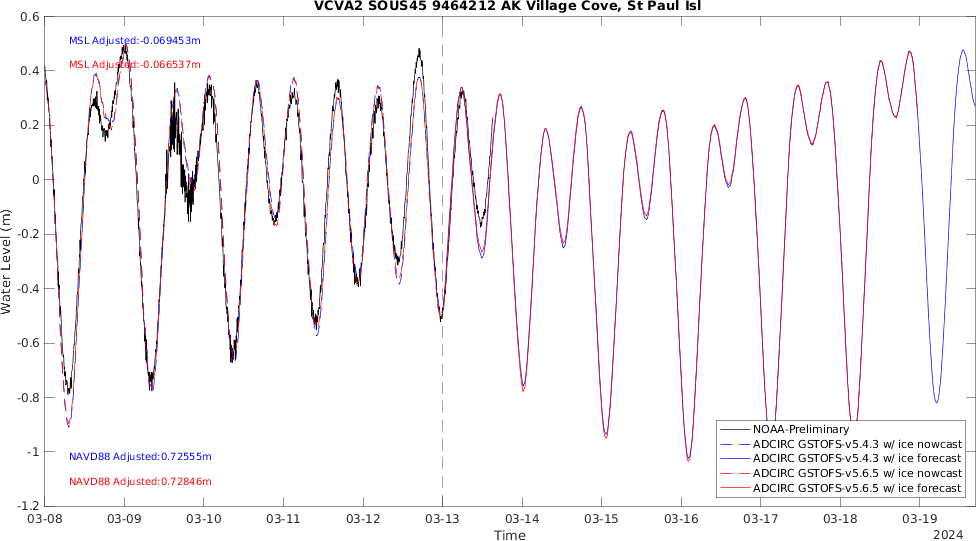 VCVA2 SOUS45 9464212 AK Village Cove, St Paul Isl
0.6
0.4
0.2
0
-0.2
-0.4
-0.6
-0.8
-1
-1.2
Water Level (m)
MSL Adjusted:-0.069453m
MSL Adjusted:-0.066537m
NAVD88 Adjusted:0.72555m
NAVD88 Adjusted:0.72846m
NOAA-Preliminary
ADCIRC GSTOFS-v5.4.3 w/ ice nowcast
ADCIRC GSTOFS-v5.4.3 w/ ice forecast
ADCIRC GSTOFS-v5.6.5 w/ ice nowcast
ADCIRC GSTOFS-v5.6.5 w/ ice forecast
03-08 03-09 03-10 03-11 03-12 03-13 03-14 03-15 03-16 03-17 03-18 03-19
Time
2024